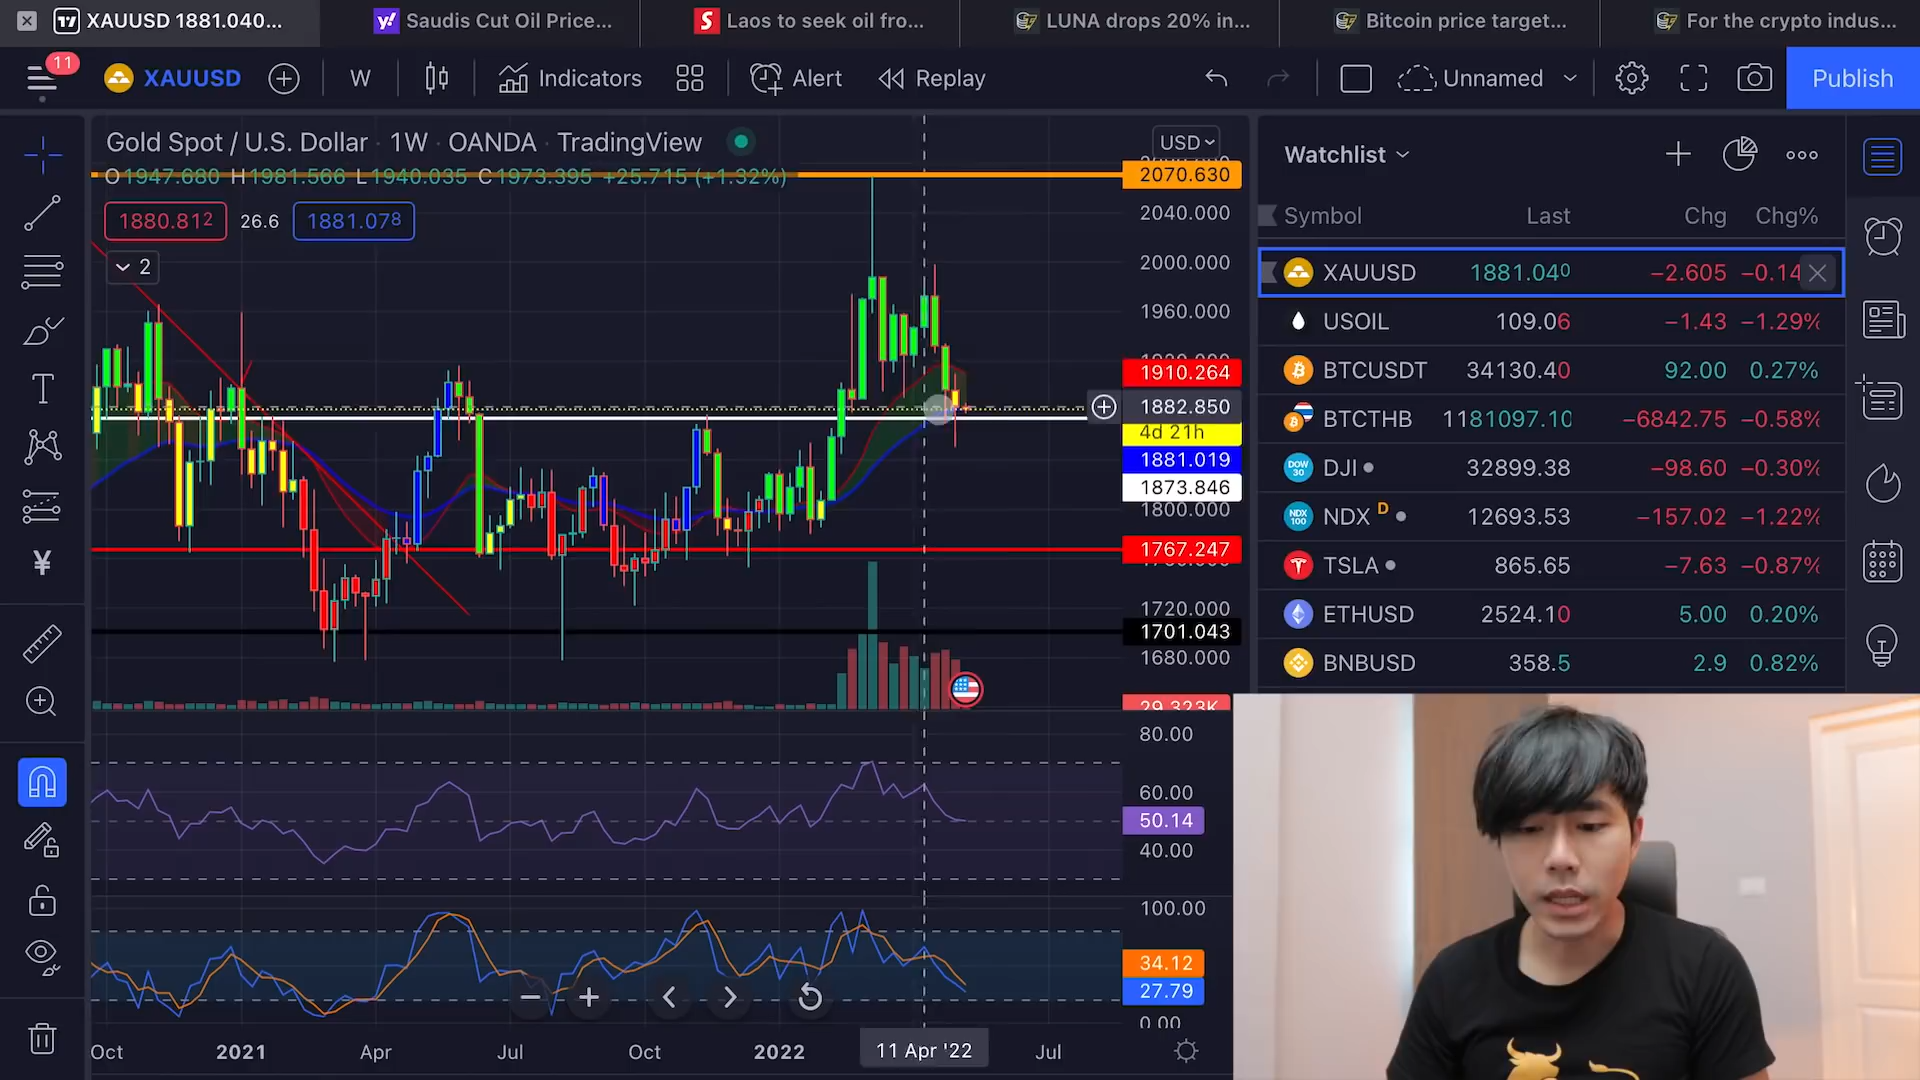 XAUUSD 1881.040...
Saudis Cut Oil Price...
Laos to seek oil fro...
LUNA drops 20% in...
Bitcoin price target...
For the crypto indus...
11
XAUUSD
W
Indicators
Alert
Replay
Unnamed
Publish
Gold Spot / U.S. Dollar · 1W · OANDA · TradingView
O1947.680 H1981.566 L1940.035 C1973.395 +25.715 (+1.32%)
1880.812
26.6
1881.078
2
USD
2070.630
2040.000
2000.000
1960.000
1910.264
1882.850
4d 21h
1881.019
1873.846
1800.000
1767.247
1720.000
1701.043
1680.000
29.323K
80.00
60.00
50.14
40.00
100.00
34.12
27.79
0.00
Oct
2021
Apr
Jul
Oct
2022
11 Apr '22
Jul
Watchlist
Symbol Last Chg Chg%
XAUUSD 1881.040 −2.605 −0.14
USOIL 109.06 −1.43 −1.29%
BTCUSDT 34130.40 92.00 0.27%
BTCTHB 1181097.10 −6842.75 −0.58%
DOW 30
DJI 32899.38 −98.60 −0.30%
NDX 100
NDX D 12693.53 −157.02 −1.22%
TSLA 865.65 −7.63 −0.87%
ETHUSD 2524.10 5.00 0.20%
BNBUSD 358.5 2.9 0.82%